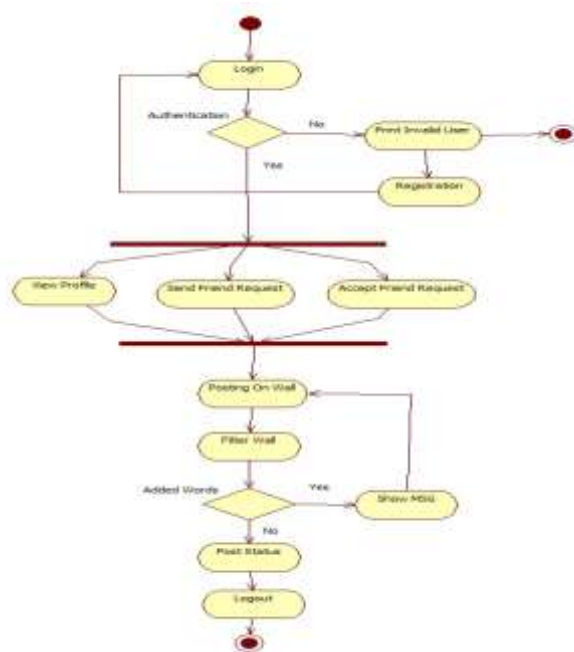 Login
Authentication
No
Print Invalid User
Yes
Registration
View Profile
Send Friend Request
Accept Friend Request
Posting On Wall
Filter Wall
Added Words
Yes
Show MSG
No
Post Status
Logout